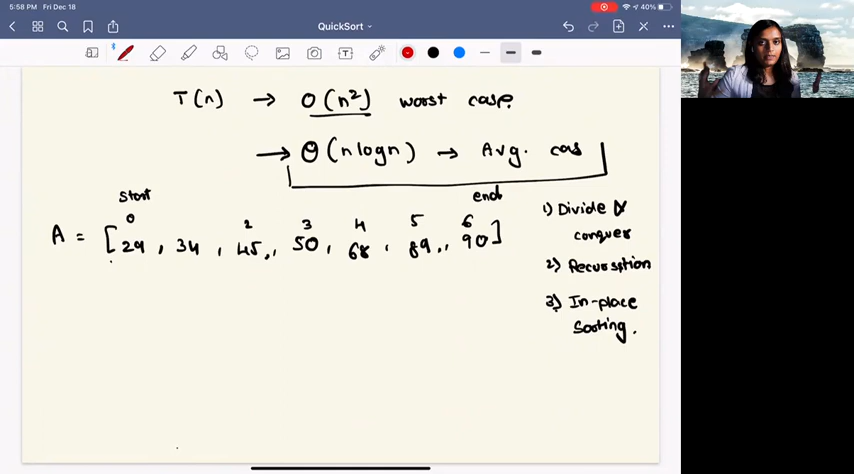 5:58 PM Fri Dec 18
40%
QuickSort
T(n) → O(n²) worst case.
→ Θ(nlogn) → Avg. cas
start end
0 2 3 4 5 6
A = [29, 34, 45, 50, 68, 89, 90]
1) Divide &
conquer
2) Recursption
3) In-place
Sorting.